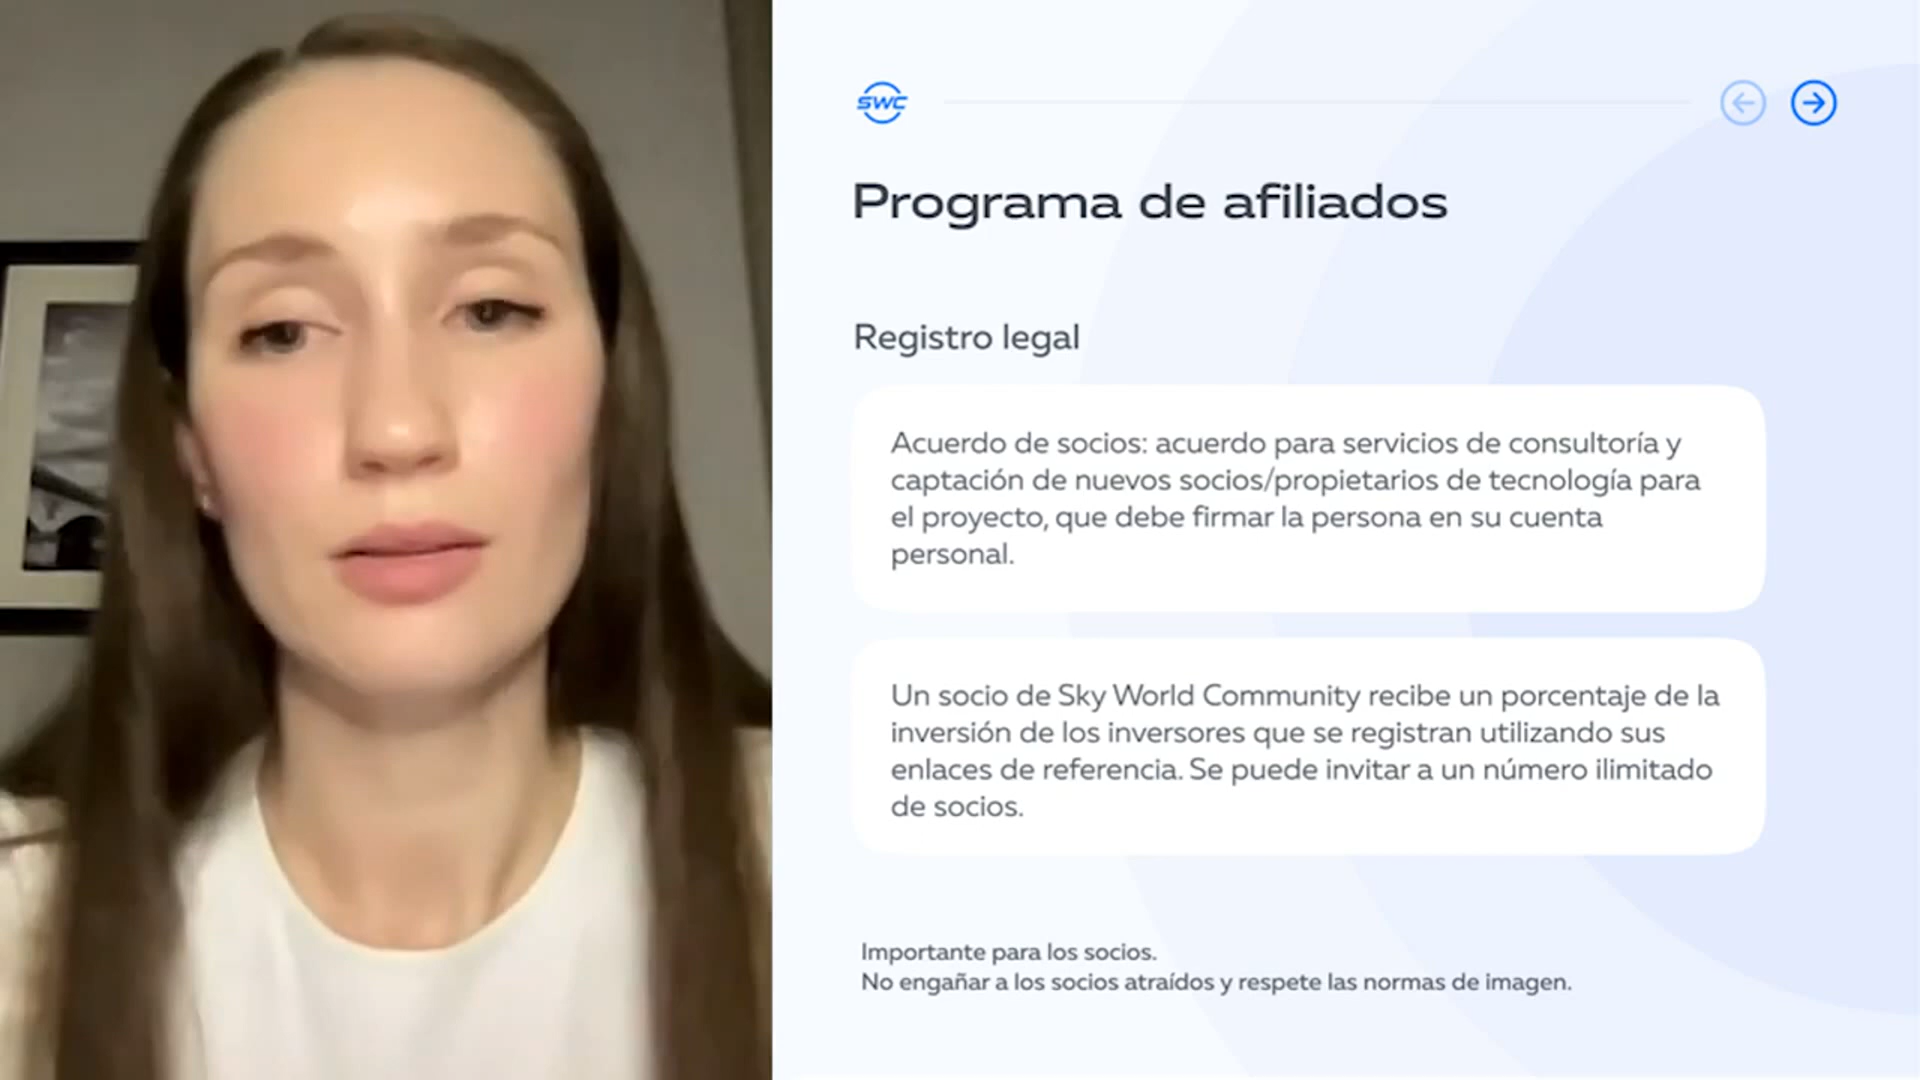 SWC
Programa de afiliados
Registro legal
Acuerdo de socios: acuerdo para servicios de consultoría y
captación de nuevos socios/propietarios de tecnología para
el proyecto, que debe firmar la persona en su cuenta
personal.
Un socio de Sky World Community recibe un porcentaje de la
inversión de los inversores que se registran utilizando sus
enlaces de referencia. Se puede invitar a un número ilimitado
de socios.
Importante para los socios.
No engañar a los socios atraídos y respete las normas de imagen.